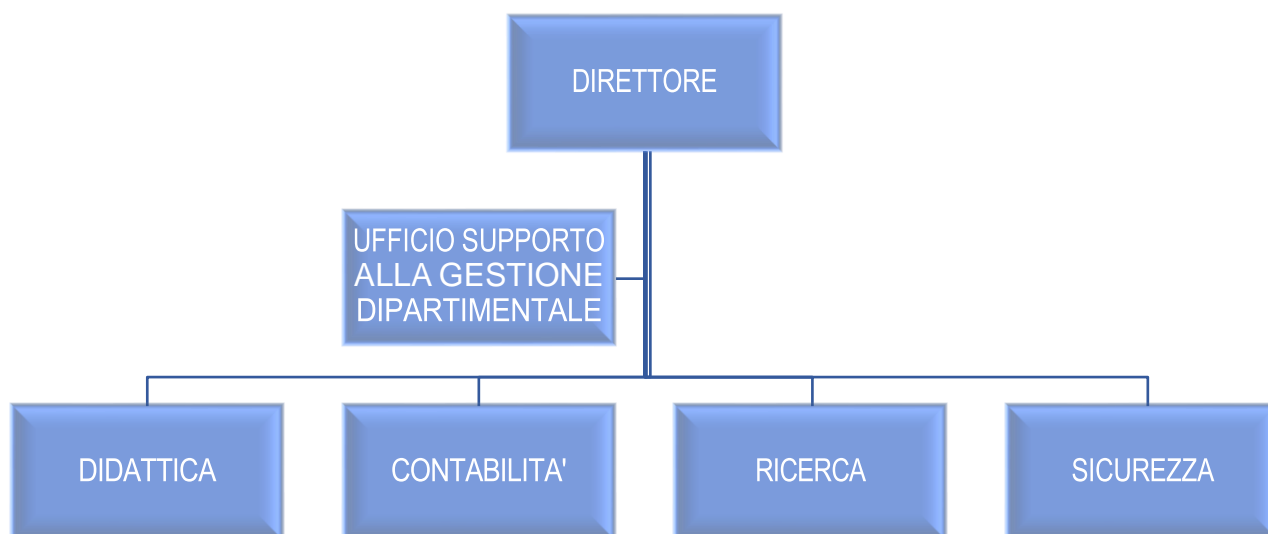 DIRETTORE
UFFICIO SUPPORTO
ALLA GESTIONE
DIPARTIMENTALE
DIDATTICA
CONTABILITA'
RICERCA
SICUREZZA